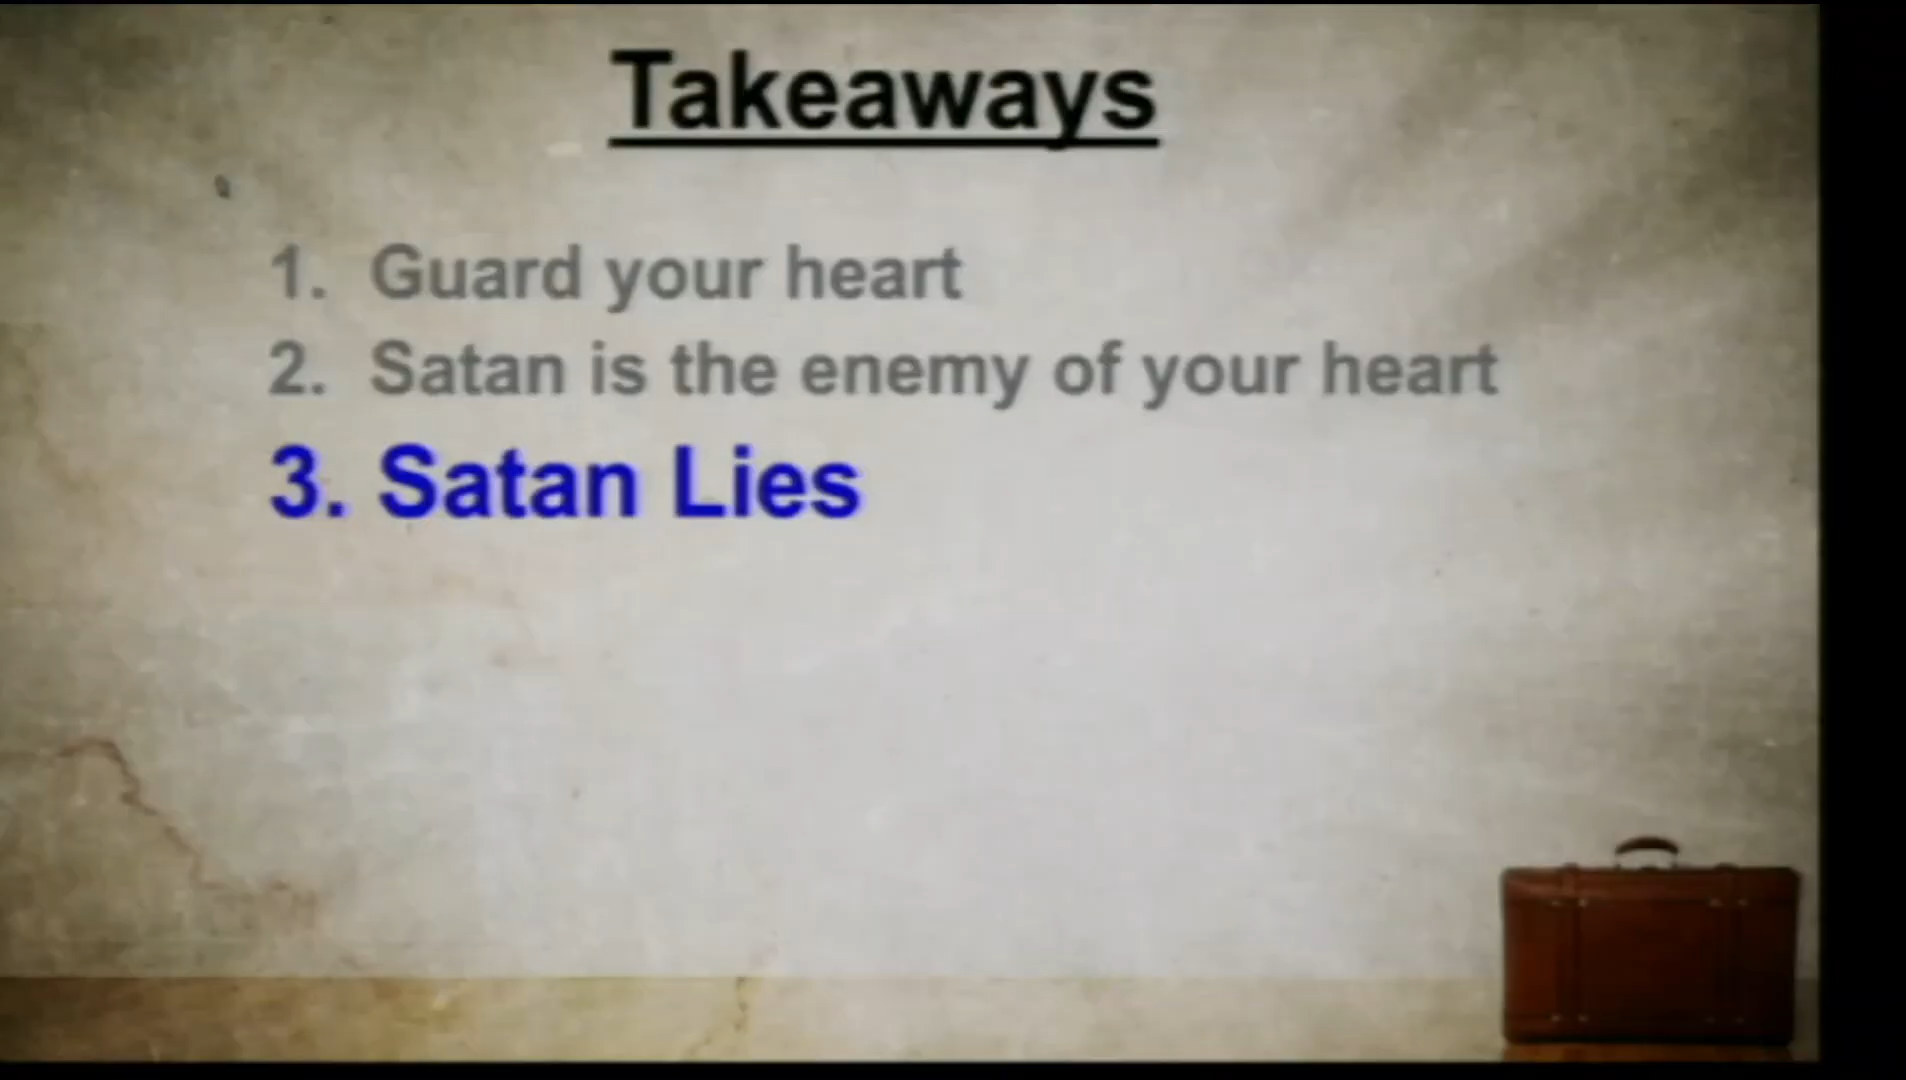 Takeaways
1. Guard your heart
2. Satan is the enemy of your heart
3. Satan Lies